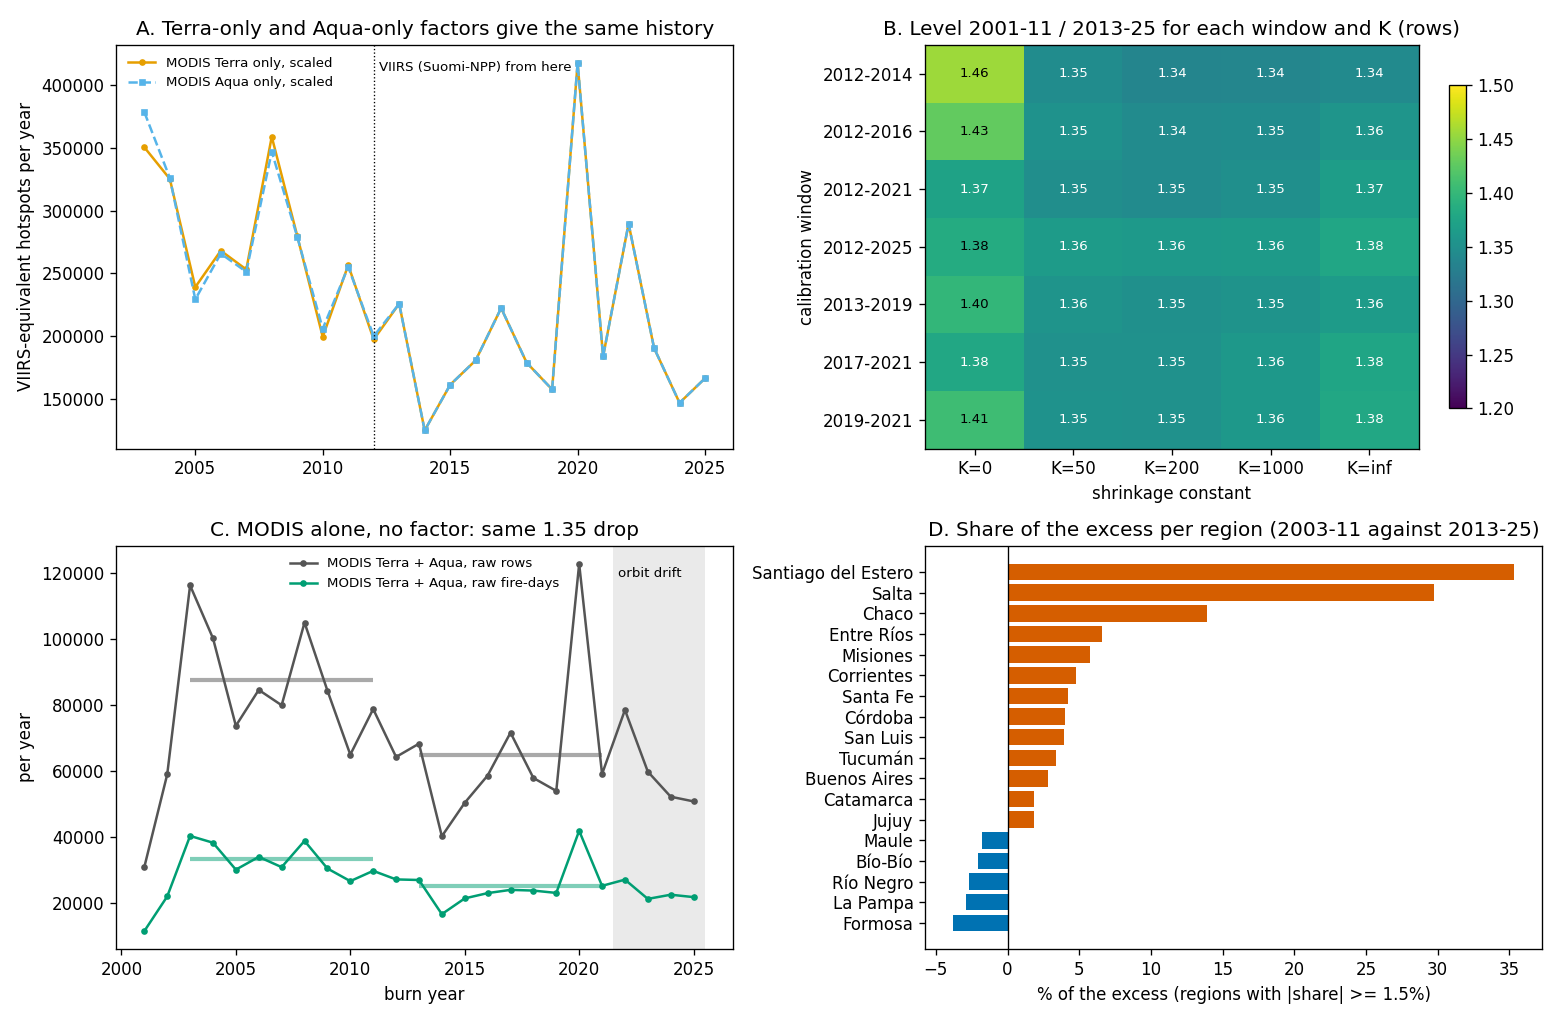 A. Terra-only and Aqua-only factors give the same history
MODIS Terra only, scaled
MODIS Aqua only, scaled
VIIRS (Suomi-NPP) from here
VIIRS-equivalent hotspots per year
400000
350000
300000
250000
200000
150000
2005 2010 2015 2020 2025
B. Level 2001-11 / 2013-25 for each window and K (rows)
calibration window
2012-2014 1.46 1.35 1.34 1.34 1.34
2012-2016 1.43 1.35 1.34 1.35 1.36
2012-2021 1.37 1.35 1.35 1.35 1.37
2012-2025 1.38 1.36 1.36 1.36 1.38
2013-2019 1.40 1.36 1.35 1.35 1.36
2017-2021 1.38 1.35 1.35 1.36 1.38
2019-2021 1.41 1.35 1.35 1.36 1.38
K=0 K=50 K=200 K=1000 K=inf
shrinkage constant
1.50
1.45
1.40
1.35
1.30
1.25
1.20
C. MODIS alone, no factor: same 1.35 drop
MODIS Terra + Aqua, raw rows
MODIS Terra + Aqua, raw fire-days
orbit drift
per year
120000
100000
80000
60000
40000
20000
2000 2005 2010 2015 2020 2025
burn year
D. Share of the excess per region (2003-11 against 2013-25)
Santiago del Estero
Salta
Chaco
Entre Ríos
Misiones
Corrientes
Santa Fe
Córdoba
San Luis
Tucumán
Buenos Aires
Catamarca
Jujuy
Maule
Bío-Bío
Río Negro
La Pampa
Formosa
−5 0 5 10 15 20 25 30 35
% of the excess (regions with |share| >= 1.5%)